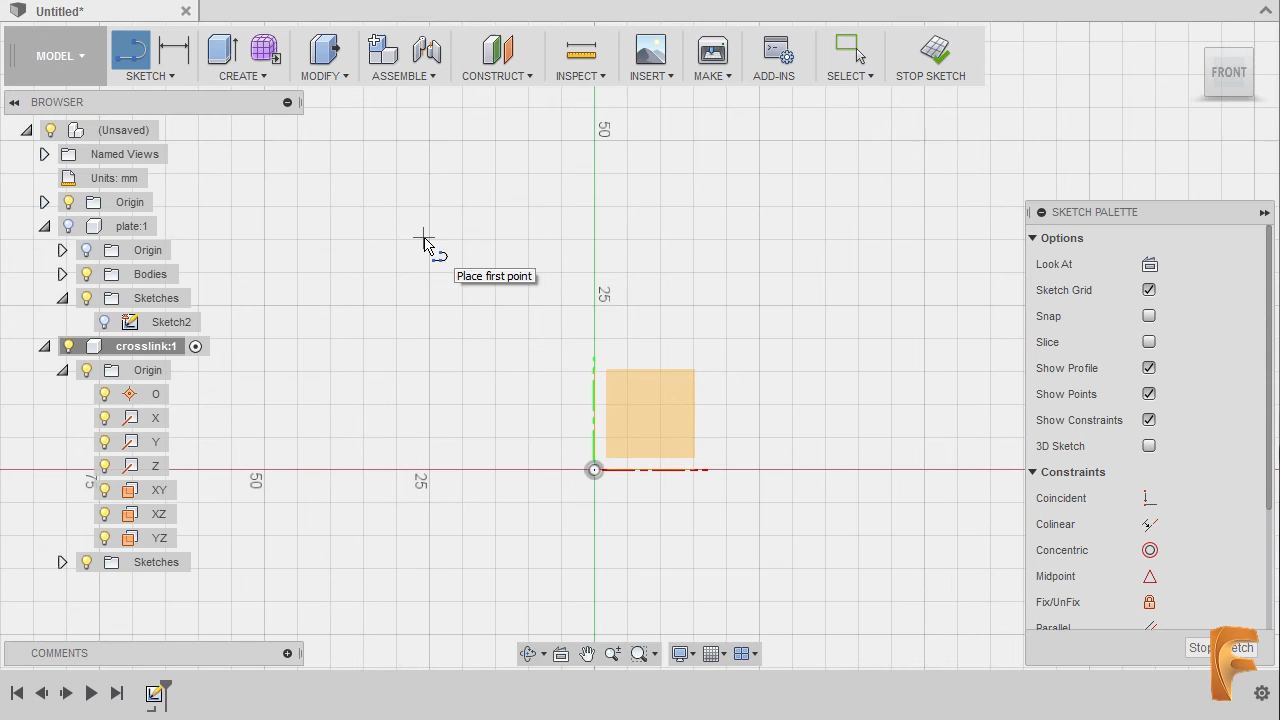 Untitled*
MODEL
SKETCH
CREATE
MODIFY
ASSEMBLE
CONSTRUCT
INSPECT
INSERT
MAKE
ADD-INS
SELECT
STOP SKETCH
FRONT
BROWSER
(Unsaved)
Named Views
Units: mm
Origin
plate:1
Origin
Bodies
Sketches
Sketch2
crosslink:1
Origin
O
X
Y
Z
XY
XZ
YZ
Sketches
50
25
75
50
25
Place first point
SKETCH PALETTE
Options
Look At
Sketch Grid
Snap
Slice
Show Profile
Show Points
Show Constraints
3D Sketch
Constraints
Coincident
Colinear
Concentric
Midpoint
Fix/UnFix
COMMENTS